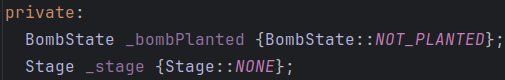 private:
BombState _bombPlanted {BombState::NOT_PLANTED};
Stage _stage {Stage::NONE};